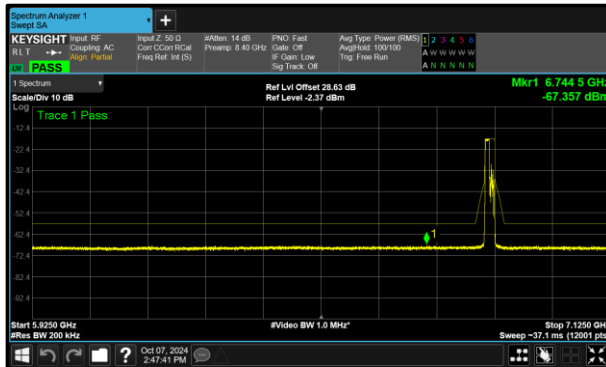 Spectrum Analyzer 1
Swept SA
KEYSIGHT
RLT
LXI PASS
Input: RF
Coupling: AC
Align: Partial
Input Z: 50 Ω
Corr CCorr RCal
Freq Ref: Int (S)
#Atten: 14 dB
Preamp: 8.40 GHz
PNO: Fast
Gate: Off
IF Gain: Low
Sig Track: Off
Avg Type: Power (RMS)
Avg|Hold: 100/100
Trig: Free Run
1 2 3 4 5 6
A W W W W W
A N N N N N
1 Spectrum
Scale/Div 10 dB
Ref Lvl Offset 28.63 dB
Ref Level -2.37 dBm
Mkr1 6.744 5 GHz
-67.357 dBm
Log
Trace 1 Pass
-12.4
-22.4
-32.4
-42.4
-52.4
-62.4
-72.4
-82.4
-92.4
1
Start 5.9250 GHz
#Res BW 200 kHz
#Video BW 1.0 MHz*
Stop 7.1250 GHz
Sweep ~37.1 ms (12001 pts)
?
Oct 07, 2024
2:47:41 PM